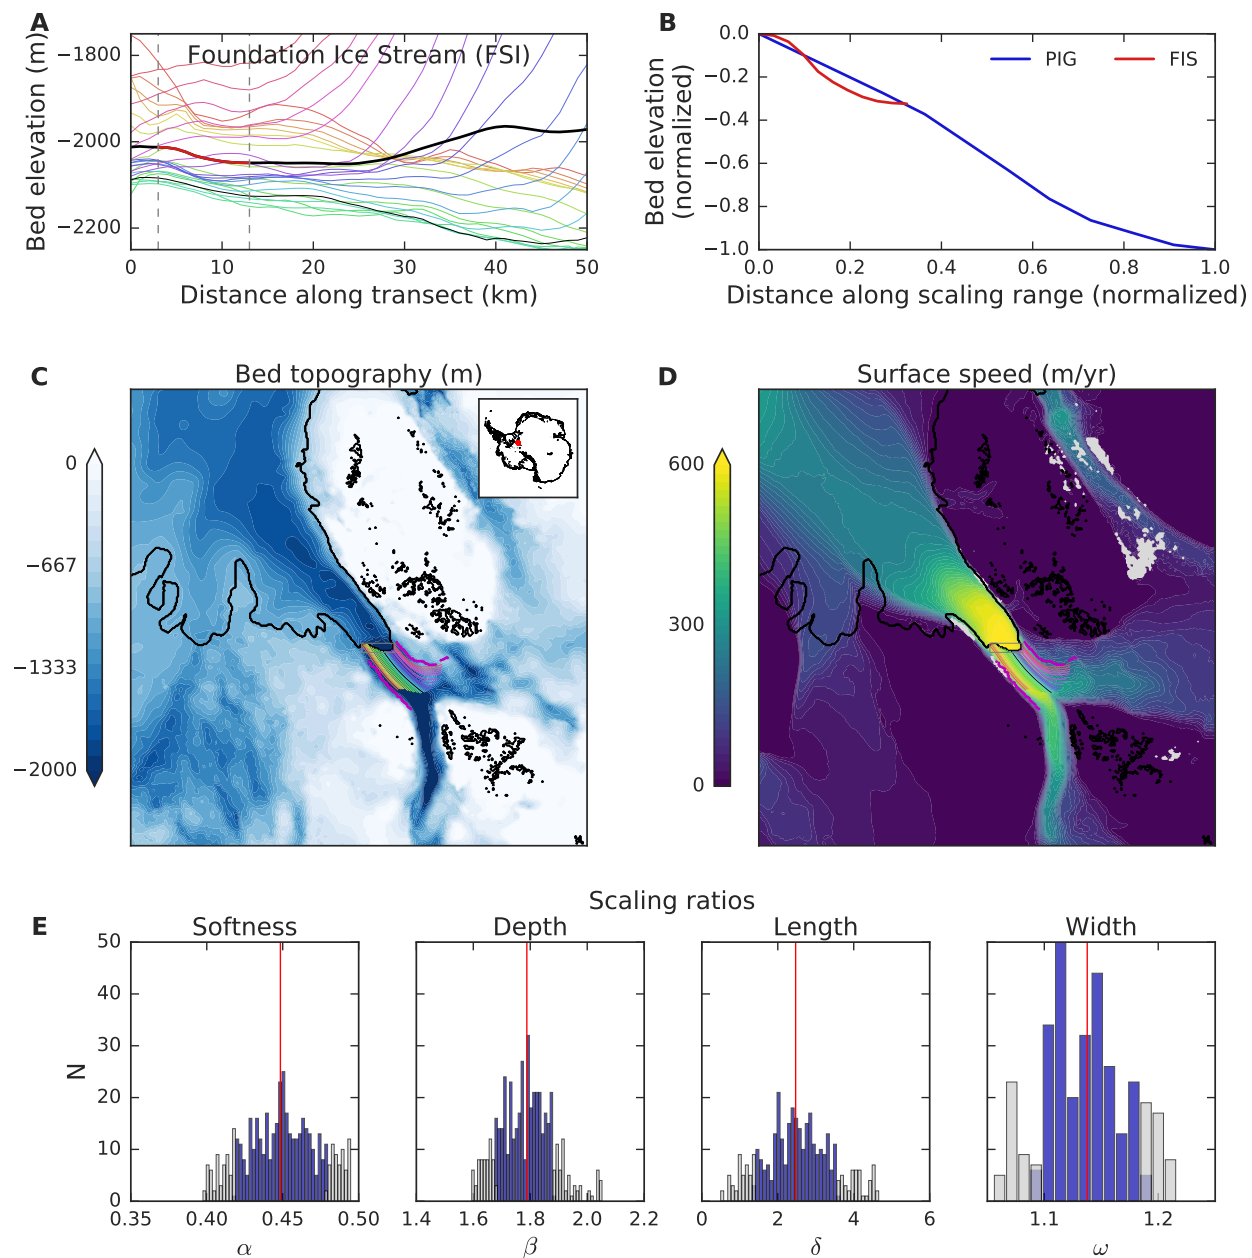 A
Foundation Ice Stream (FSI)
Bed elevation (m)
−1750
−2000
−2250
0
10
20
30
40
50
Distance along transect (km)
B
Bed elevation
(normalized)
0.0
−0.2
−0.4
−0.6
−0.8
−1.0
PIG
FIS
0.0
0.2
0.4
0.6
0.8
1.0
Distance along scaling range (normalized)
C
Bed topography (m)
0
−667
−1333
−2000
D
Surface speed (m/yr)
600
300
0
Scaling ratios
E
Softness
Depth
Length
Width
N
50
40
30
20
10
0
0.35
0.40
0.45
0.50
α
1.4
1.6
1.8
2.0
2.2
β
0
2
4
6
δ
1.1
1.2
ω